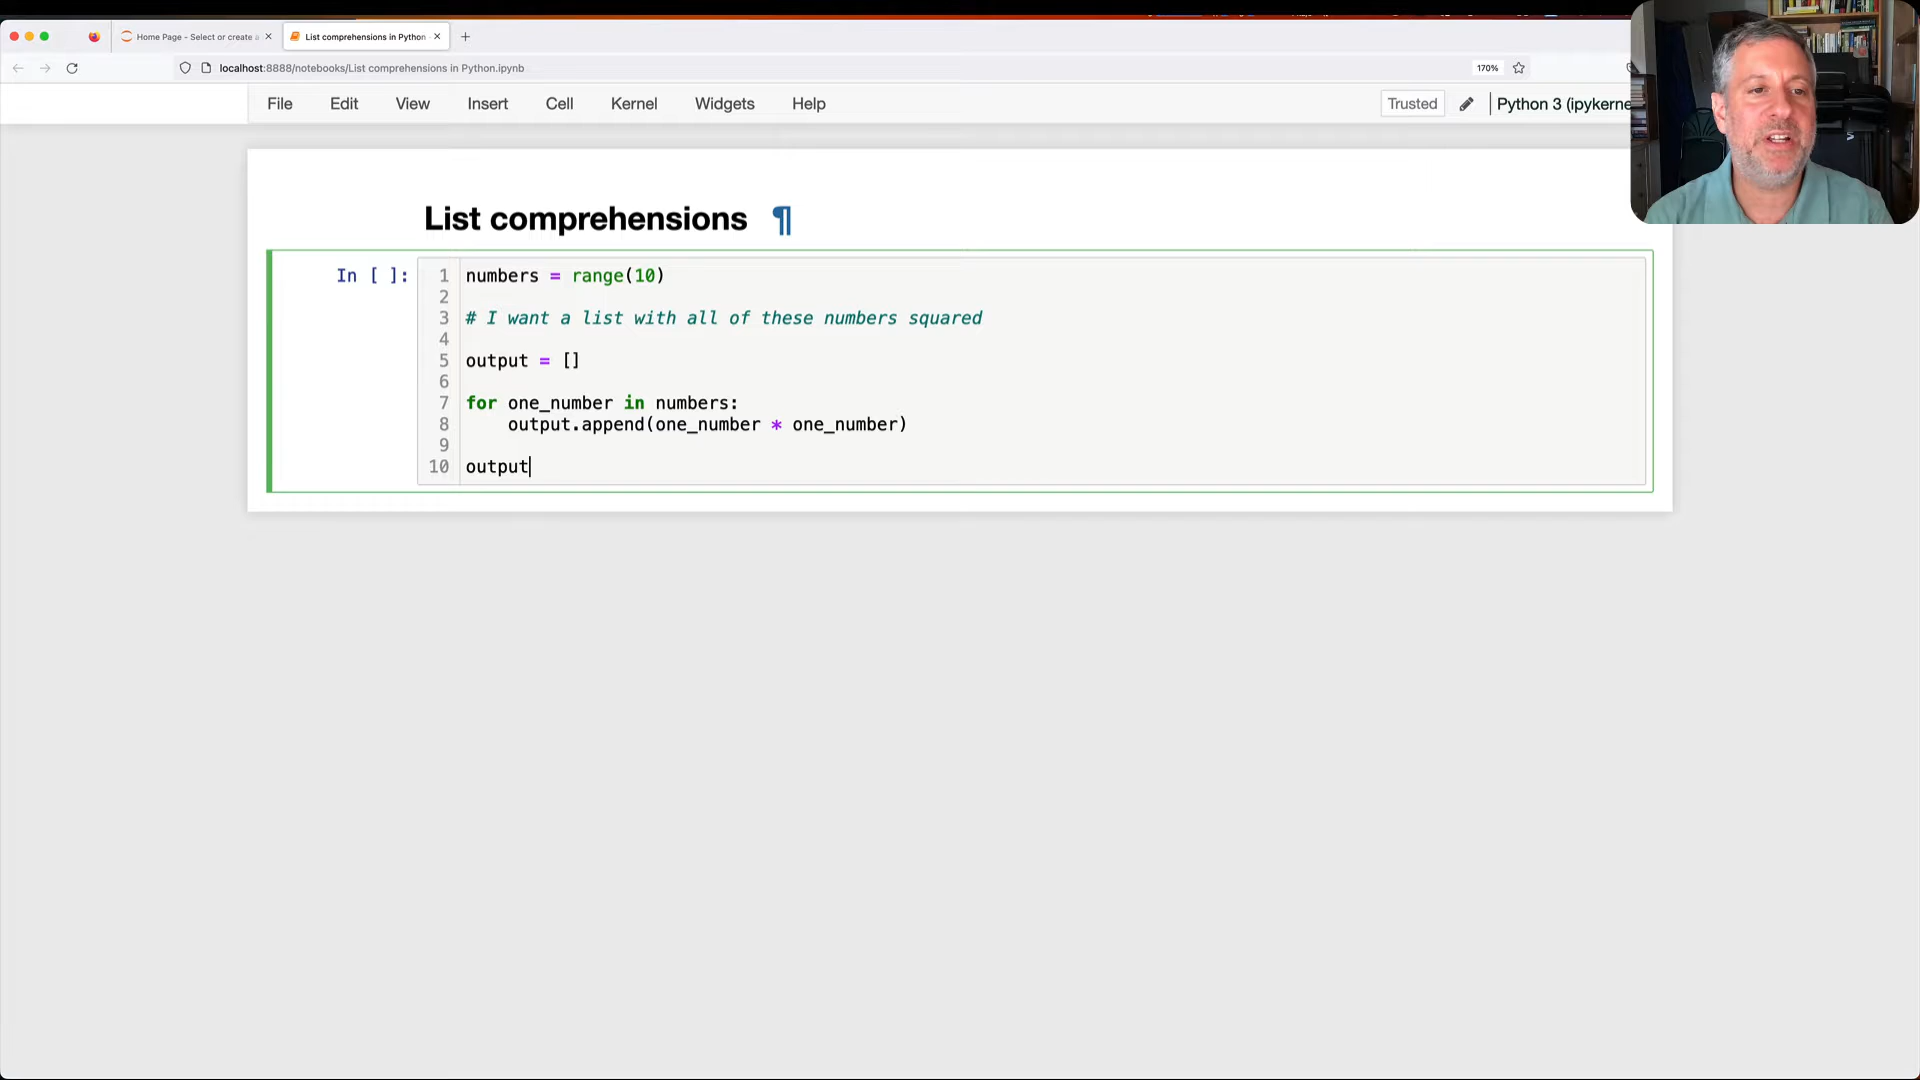 Home Page - Select or create a
List comprehensions in Python
localhost:8888/notebooks/List comprehensions in Python.ipynb
170%
File Edit View Insert Cell Kernel Widgets Help
Trusted
Python 3 (ipykerne
List comprehensions ¶
In [ ]:
1 numbers = range(10)
2
3 # I want a list with all of these numbers squared
4
5 output = []
6
7 for one_number in numbers:
8 output.append(one_number * one_number)
9
10 output